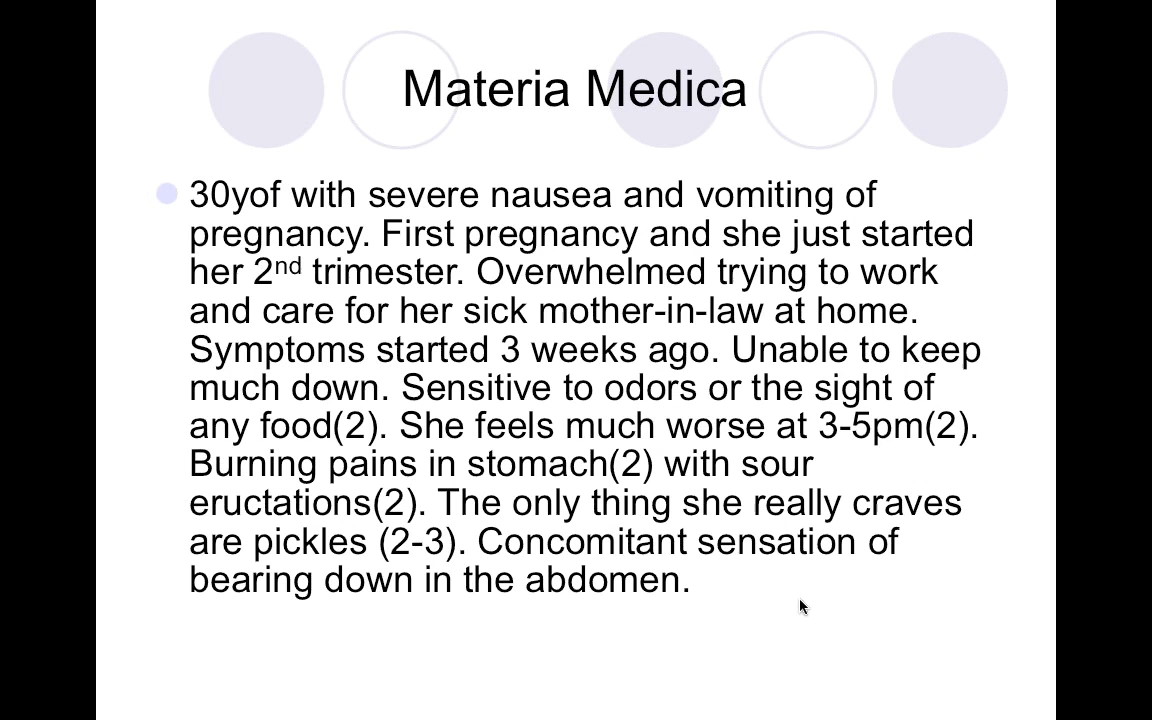 Materia Medica
30yof with severe nausea and vomiting of
pregnancy. First pregnancy and she just started
her 2nd trimester. Overwhelmed trying to work
and care for her sick mother-in-law at home.
Symptoms started 3 weeks ago. Unable to keep
much down. Sensitive to odors or the sight of
any food(2). She feels much worse at 3-5pm(2).
Burning pains in stomach(2) with sour
eructations(2). The only thing she really craves
are pickles (2-3). Concomitant sensation of
bearing down in the abdomen.